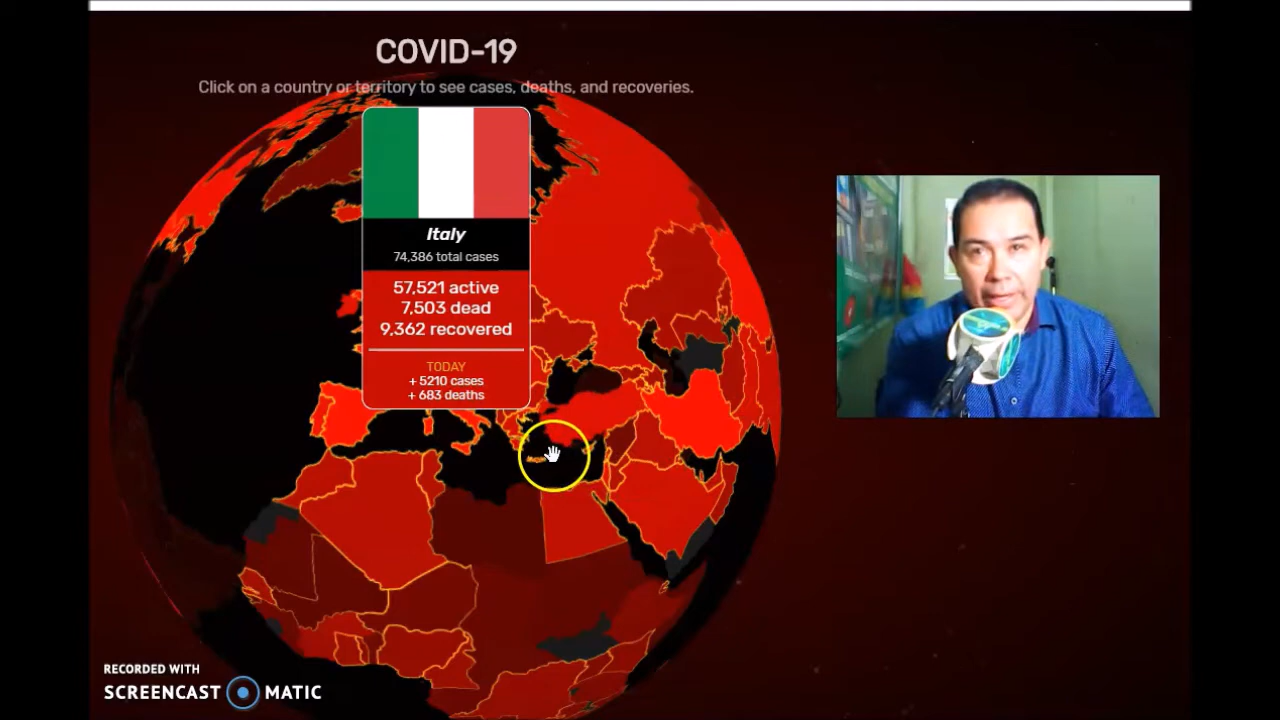 COVID-19
Click on a country or territory to see cases, deaths, and recoveries.
Italy
74,386 total cases
57,521 active
7,503 dead
9,362 recovered
TODAY
+ 5210 cases
+ 683 deaths
RECORDED WITH
SCREENCAST MATIC